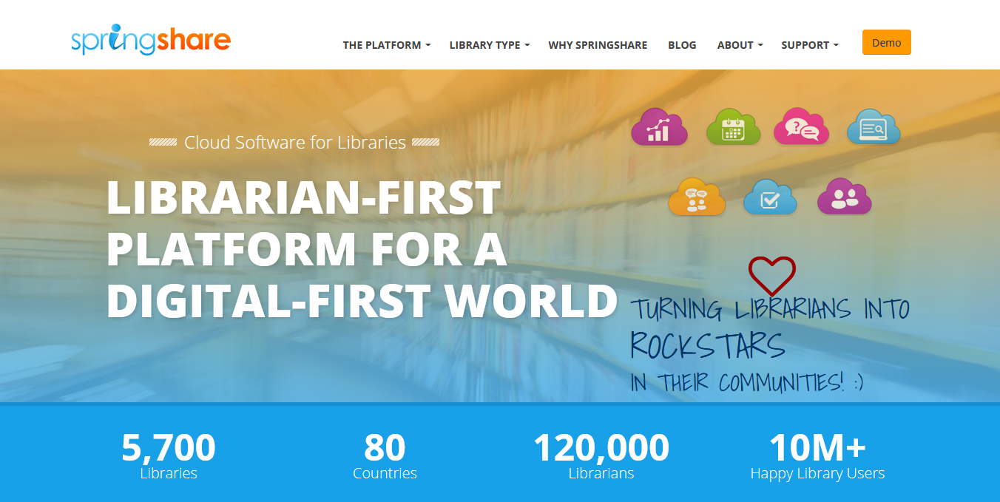 springshare
THE PLATFORM
LIBRARY TYPE
WHY SPRINGSHARE
BLOG
ABOUT
SUPPORT
Demo
Cloud Software for Libraries
LIBRARIAN-FIRST
PLATFORM FOR A
DIGITAL-FIRST WORLD
?
TURNING LIBRARIANS INTO
ROCKSTARS
IN THEIR COMMUNITIES! :)
5,700
Libraries
80
Countries
120,000
Librarians
10M+
Happy Library Users